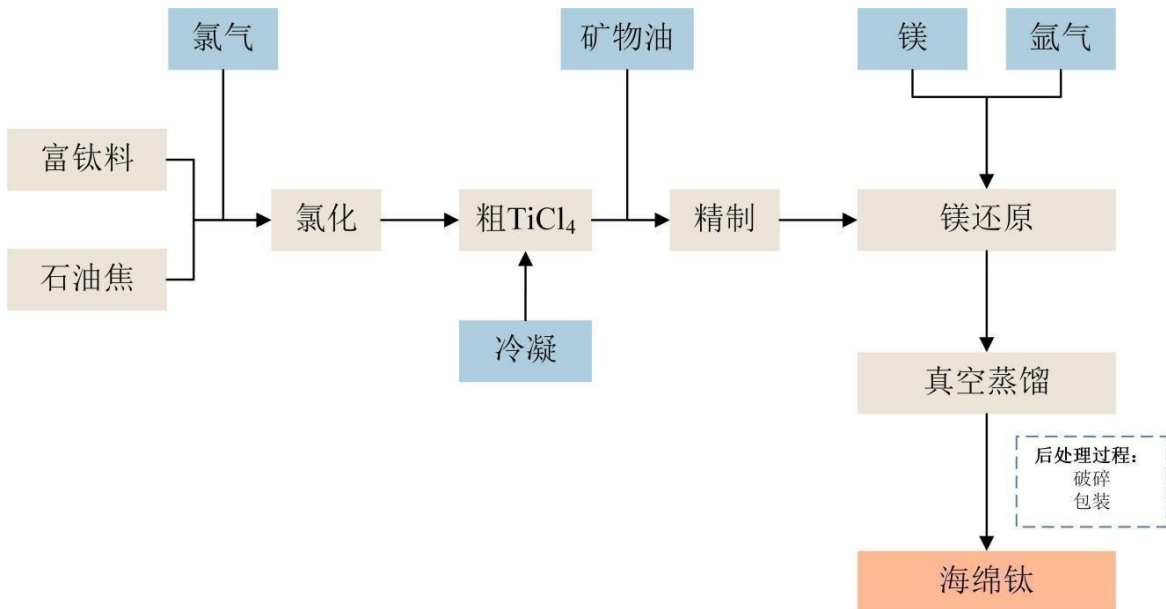 氯气
矿物油
镁
氩气
富钛料
石油焦
氯化
粗TiCl₄
精制
镁还原
冷凝
真空蒸馏
后处理过程：
破碎
包装
海绵钛